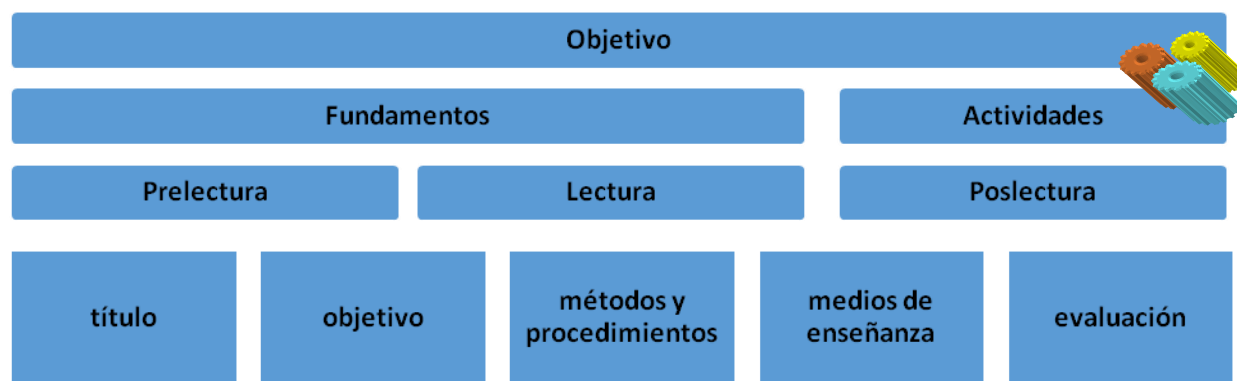 Objetivo
Fundamentos
Actividades
Prelectura
Lectura
Poslectura
título
objetivo
métodos y
procedimientos
medios de
enseñanza
evaluación